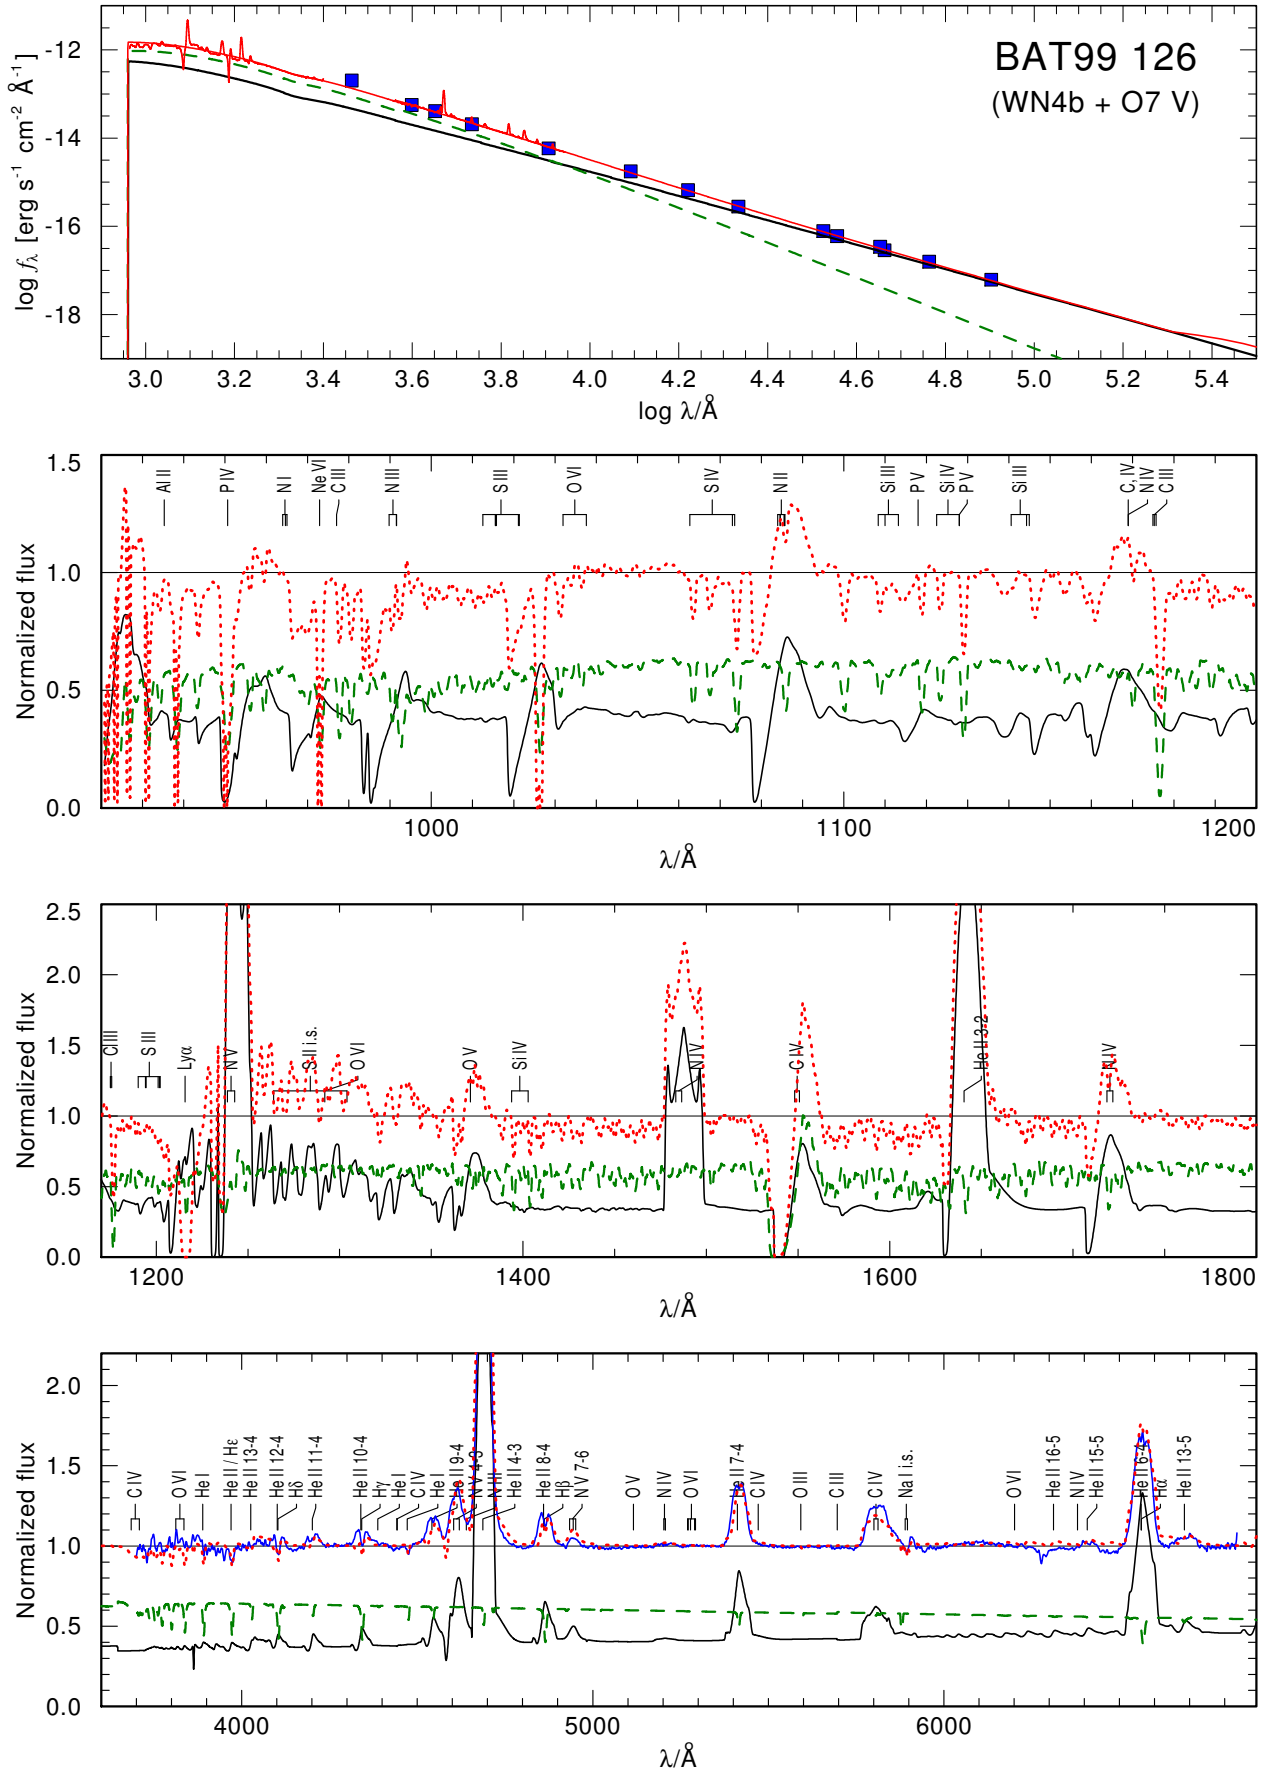 BAT99 126
(WN4b + O7 V)
log fλ [erg s⁻¹ cm⁻² Å⁻¹]
-12
-14
-16
-18
3.0 3.2 3.4 3.6 3.8 4.0 4.2 4.4 4.6 4.8 5.0 5.2 5.4
log λ/Å
Normalized flux
1.5
1.0
0.5
0.0
Al II P IV N I Ne VI C III N III S III O VI S IV N II Si III P V Si IV P V Si III C, IV N IV C III
1000 1100 1200
λ/Å
Normalized flux
2.5
2.0
1.5
1.0
0.5
0.0
C III S III Lyα N V S II i.s. O VI O V Si IV N IV C IV He II 3-2 N IV
1200 1400 1600 1800
λ/Å
Normalized flux
2.0
1.5
1.0
0.5
0.0
C IV O VI He I He II / Hε He II 13-4 He II 12-4 Hδ He II 11-4 He II 10-4 Hγ He I C IV He I He II 9-4 N V 4-3 N III He II 4-3 He II 8-4 Hβ N V 7-6 O V N IV O VI He II 7-4 C IV O III C III C IV Na I i.s. O VI He II 16-5 N IV He II 15-5 He II 6-4 Hα He II 13-5
4000 5000 6000
λ/Å